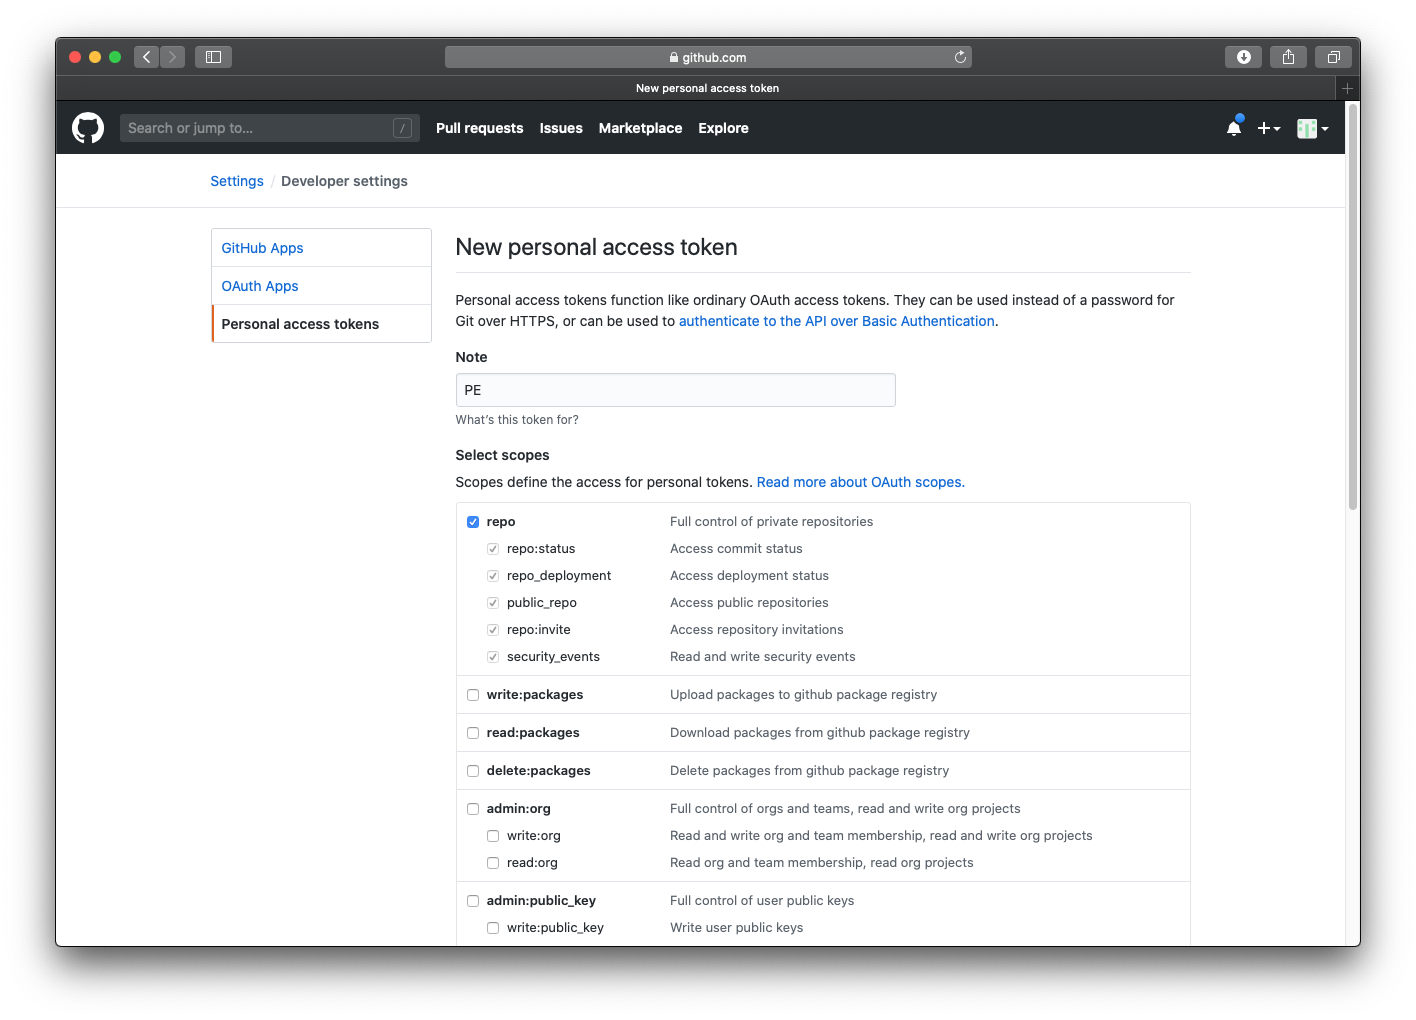 github.com
New personal access token
Search or jump to...
/
Pull requests
Issues
Marketplace
Explore
Settings / Developer settings
GitHub Apps
OAuth Apps
Personal access tokens
New personal access token
Personal access tokens function like ordinary OAuth access tokens. They can be used instead of a password for
Git over HTTPS, or can be used to authenticate to the API over Basic Authentication.
Note
PE
What's this token for?
Select scopes
Scopes define the access for personal tokens. Read more about OAuth scopes.
repo Full control of private repositories
repo:status Access commit status
repo_deployment Access deployment status
public_repo Access public repositories
repo:invite Access repository invitations
security_events Read and write security events
write:packages Upload packages to github package registry
read:packages Download packages from github package registry
delete:packages Delete packages from github package registry
admin:org Full control of orgs and teams, read and write org projects
write:org Read and write org and team membership, read and write org projects
read:org Read org and team membership, read org projects
admin:public_key Full control of user public keys
write:public_key Write user public keys